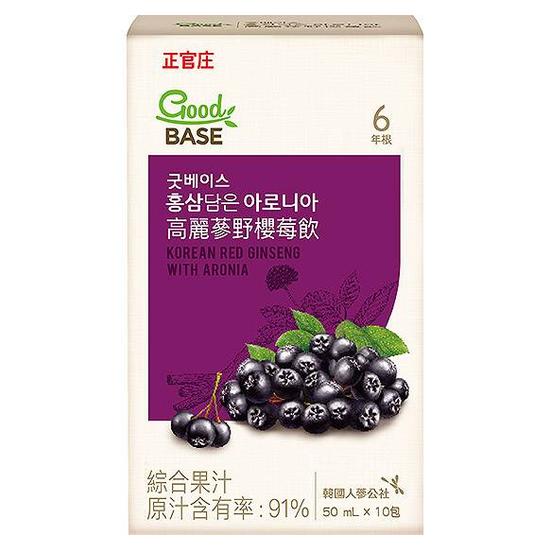 正官庄
Good
BASE
6
年根
굿베이스
홍삼담은 아로니아
高麗蔘野櫻莓飲
KOREAN RED GINSENG
WITH ARONIA
綜合果汁
原汁含有率：91%
韓國人蔘公社
50 mL × 10包